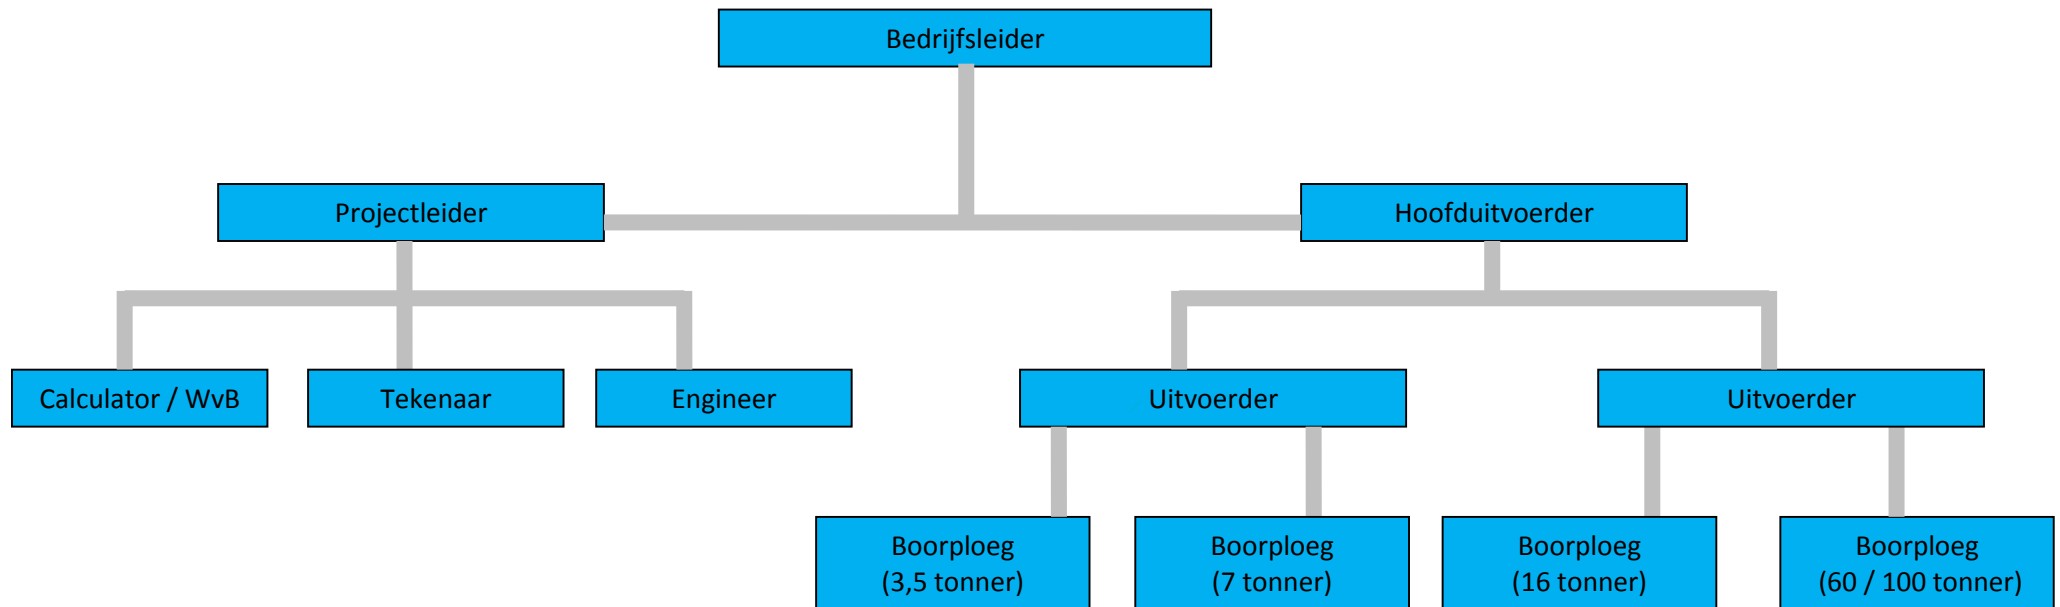 Bedrijfsleider
Projectleider
Hoofduitvoerder
Calculator / WvB
Tekenaar
Engineer
Uitvoerder
Uitvoerder
Boorploeg
(3,5 tonner)
Boorploeg
(7 tonner)
Boorploeg
(16 tonner)
Boorploeg
(60 / 100 tonner)